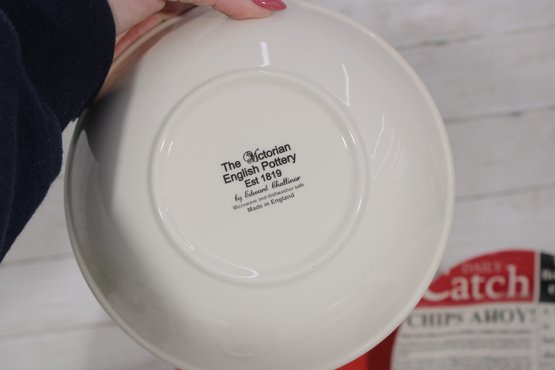 The Victorian
English Pottery
Est 1819
by Edward Challinor
Microwave and dishwasher safe
Made in England
DAILY
Catch
CHIPS AHOY!